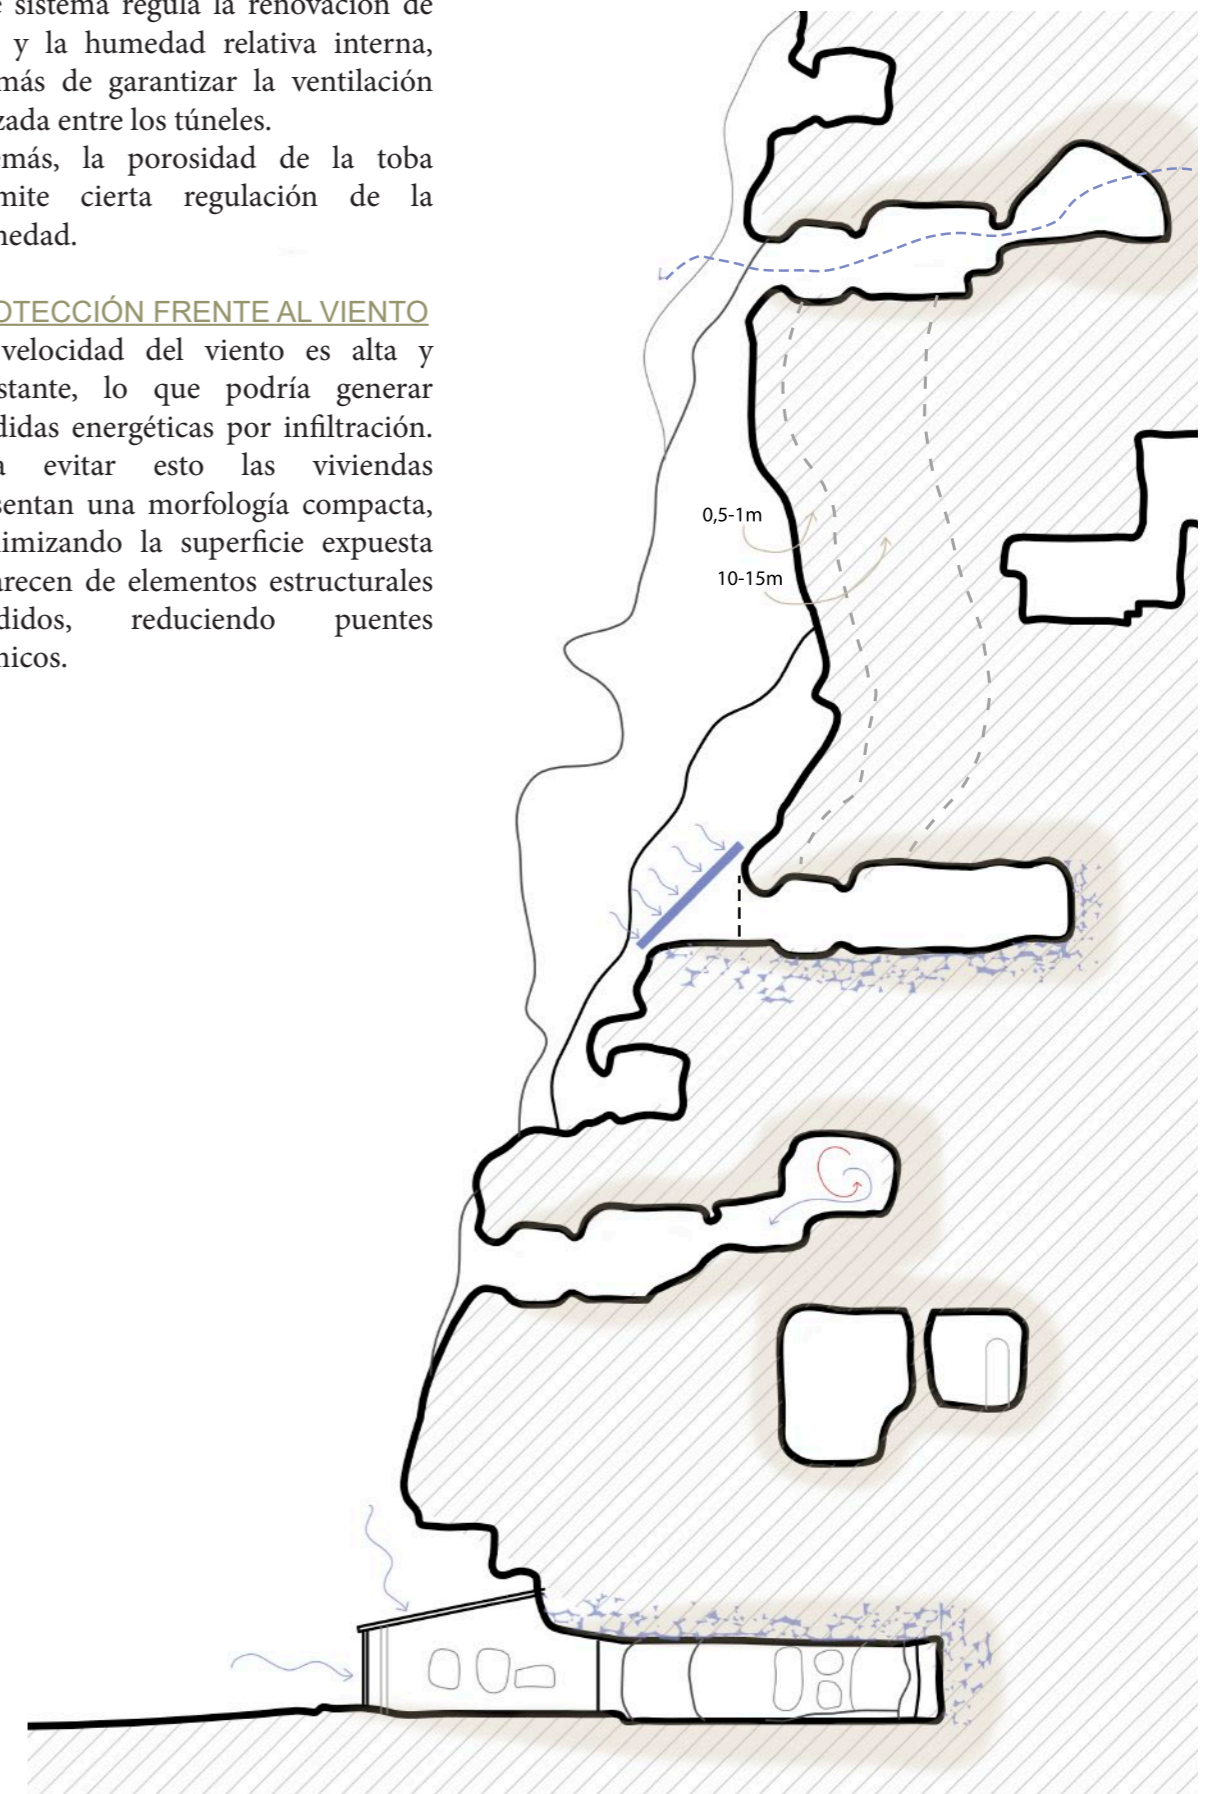 sistema regula la renovación de
y la humedad relativa interna,
más de garantizar la ventilación
zada entre los túneles.
más, la porosidad de la toba
mite cierta regulación de la
nedad.
OTECCIÓN FRENTE AL VIENTO
velocidad del viento es alta y
stante, lo que podría generar
didas energéticas por infiltración.
a evitar esto las viviendas
sentan una morfología compacta,
imizando la superficie expuesta
arecen de elementos estructurales
didos, reduciendo puentes
nicos.
0,5-1m
10-15m